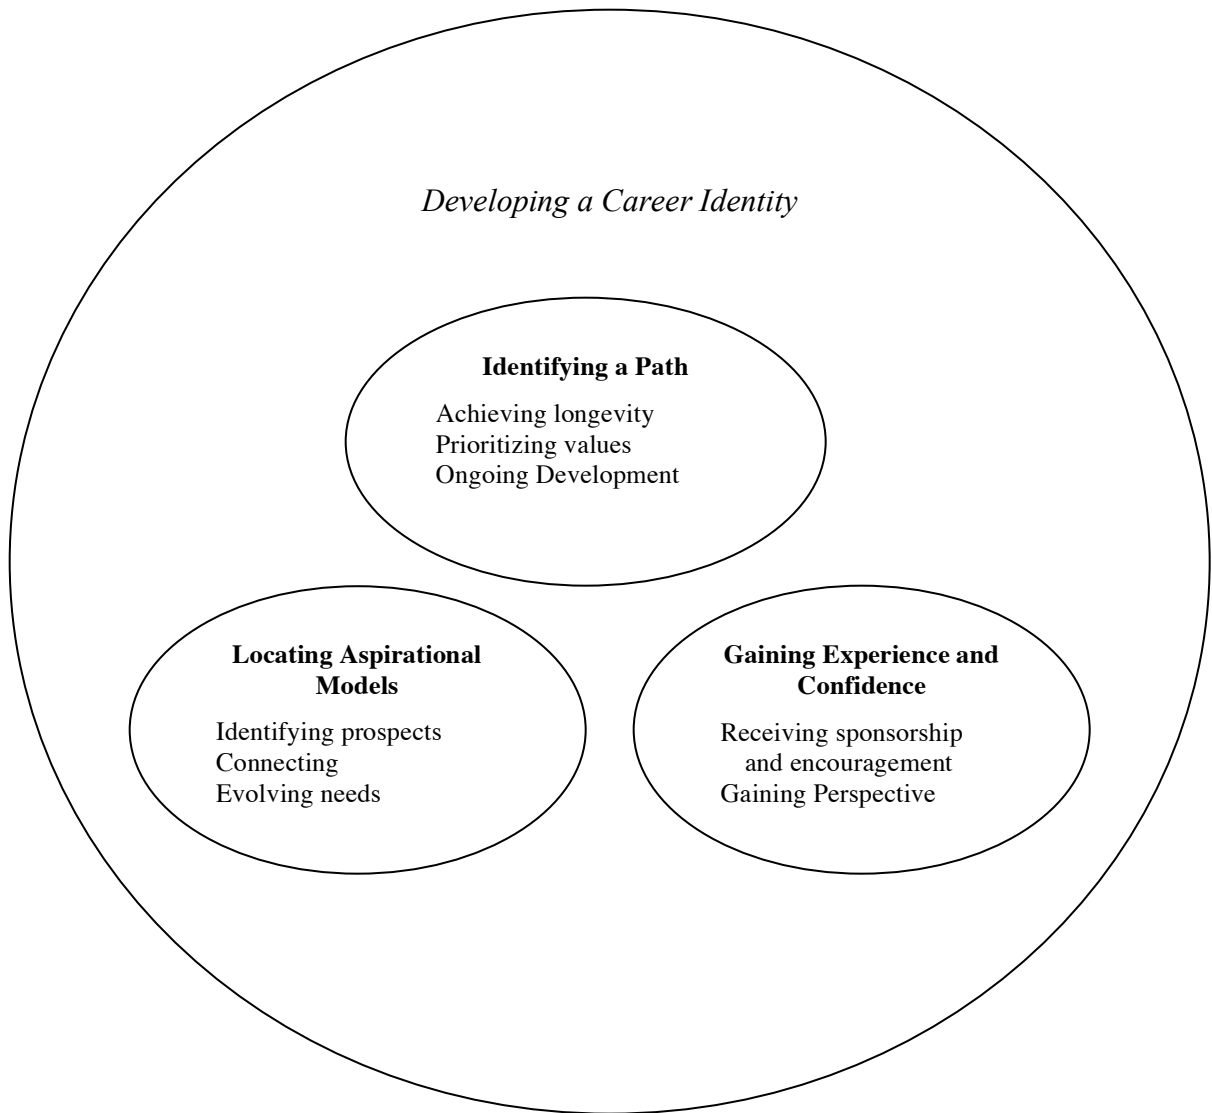 Developing a Career Identity
Identifying a Path
Achieving longevity
Prioritizing values
Ongoing Development
Locating Aspirational
Models
Identifying prospects
Connecting
Evolving needs
Gaining Experience and
Confidence
Receiving sponsorship
and encouragement
Gaining Perspective